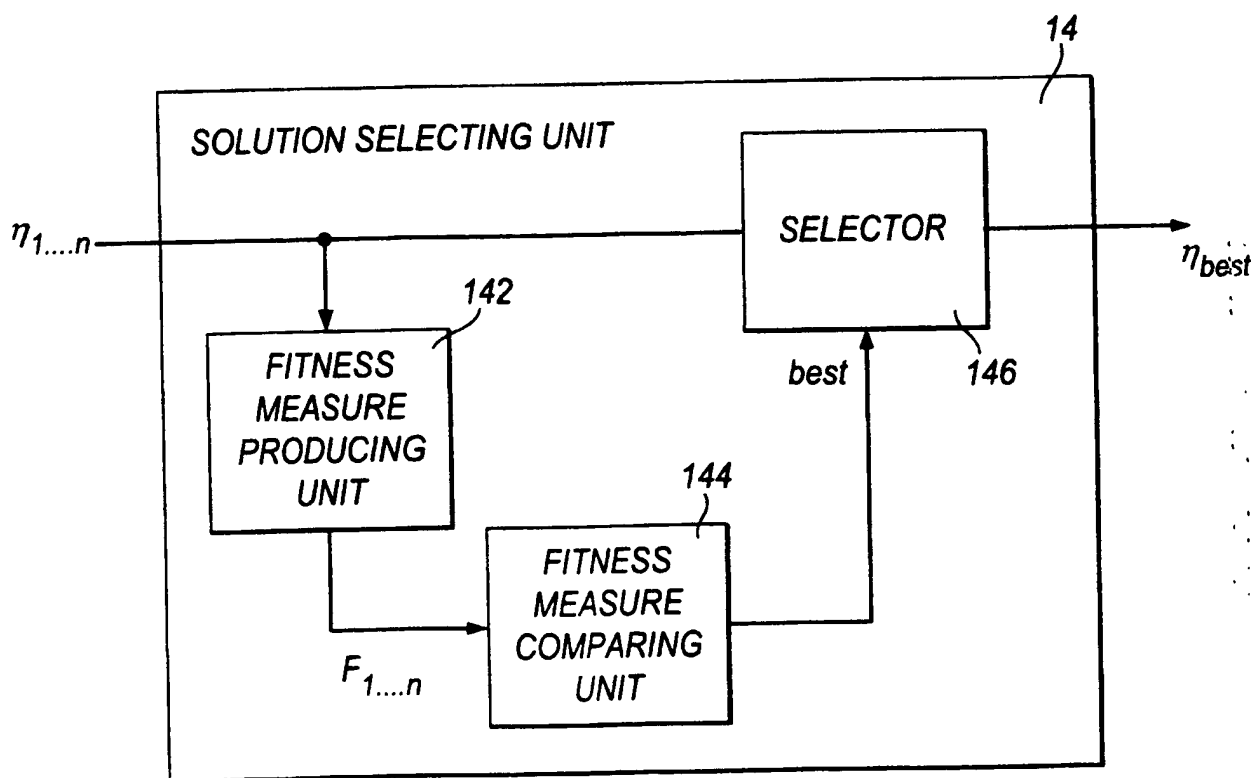 14
SOLUTION SELECTING UNIT
η1....n
SELECTOR
ηbest
142
146
FITNESS
MEASURE
PRODUCING
UNIT
best
144
FITNESS
MEASURE
COMPARING
UNIT
F1....n